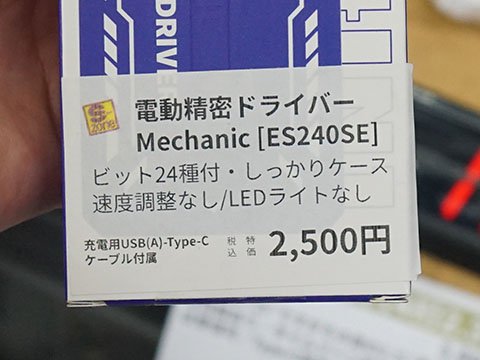 DRIVER
S-
zone
電動精密ドライバー
Mechanic [ES240SE]
ビット24種付・しっかりケース
速度調整なし/LEDライトなし
充電用USB(A)-Type-C
ケーブル付属
税込
特価
2,500円